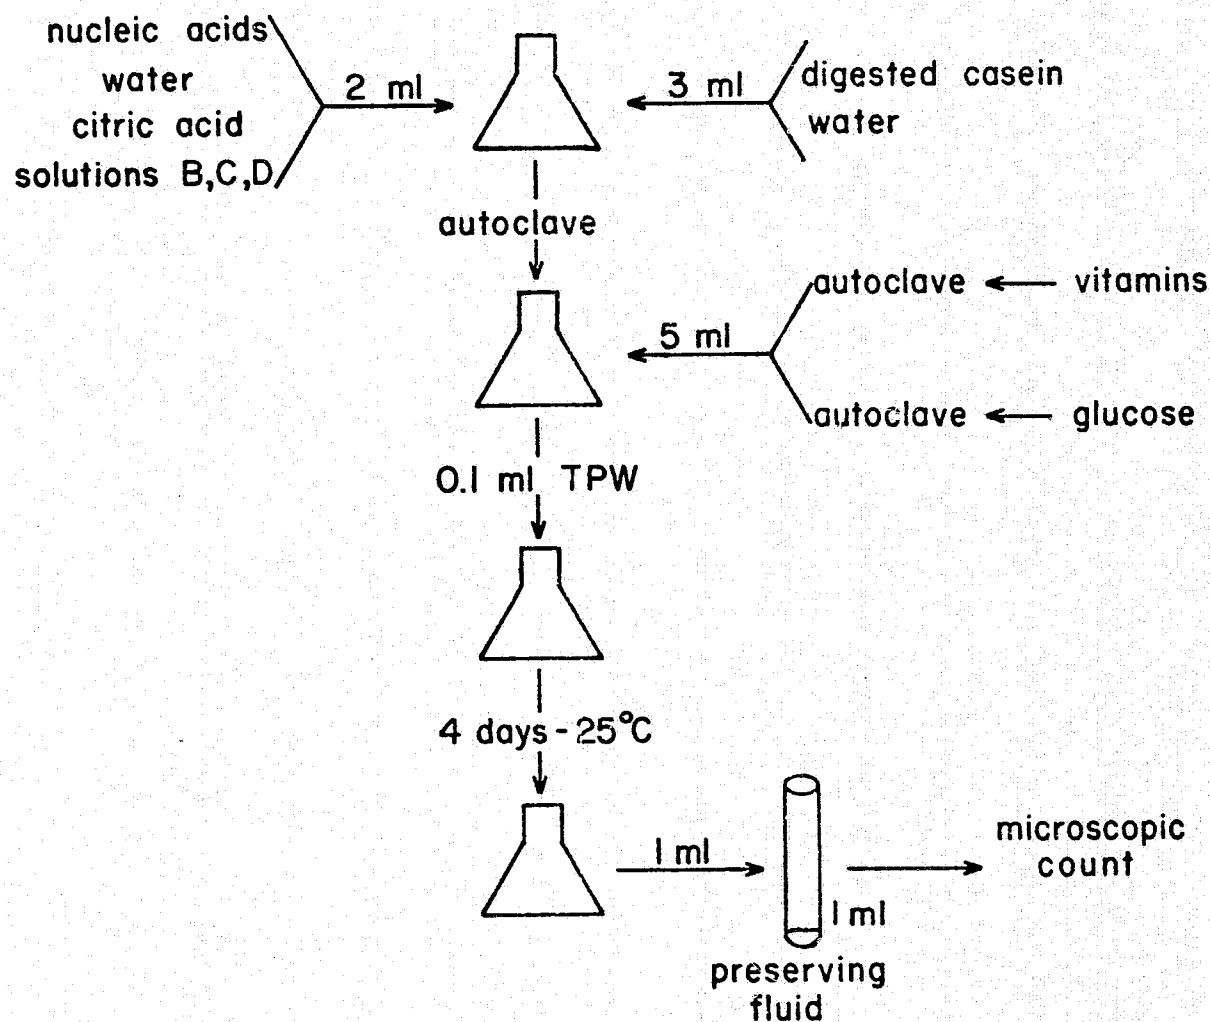 nucleic acids
water
citric acid
solutions B,C,D
2 ml
3 ml
digested casein
water
autoclave
5 ml
autoclave
vitamins
autoclave
glucose
0.1 ml TPW
4 days - 25°C
1 ml
1 ml
preserving
fluid
microscopic
count